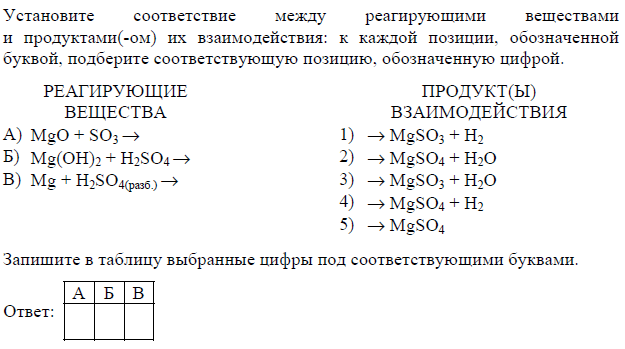 Установите соответствие между реагирующими веществами
и продуктами(-ом) их взаимодействия: к каждой позиции, обозначенной
буквой, подберите соответствующую позицию, обозначенную цифрой.
РЕАГИРУЮЩИЕ
ВЕЩЕСТВА
А) MgO + SO₃ →
Б) Mg(OH)₂ + H₂SO₄ →
В) Mg + H₂SO₄(разб.) →
ПРОДУКТ(Ы)
ВЗАИМОДЕЙСТВИЯ
1) → MgSO₃ + H₂
2) → MgSO₄ + H₂O
3) → MgSO₃ + H₂O
4) → MgSO₄ + H₂
5) → MgSO₄
Запишите в таблицу выбранные цифры под соответствующими буквами.
Ответ:
А Б В